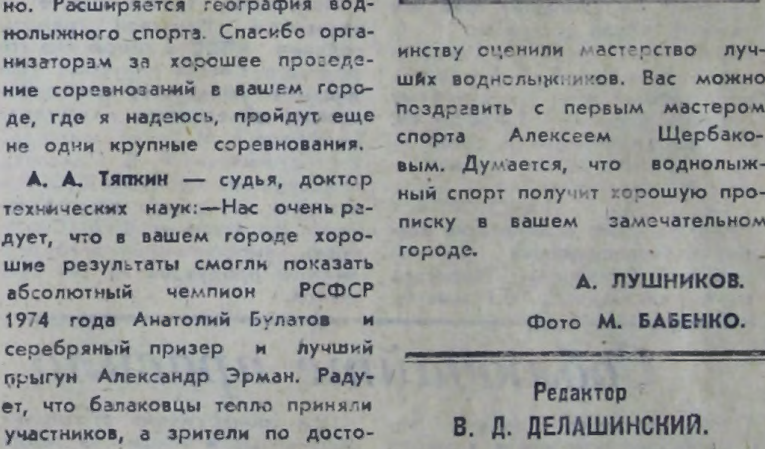 но. Расширяется география вод-
нолыжного спорта. Спасибо орга-
низаторам за хорошее проведе-
ние соревнований в вашем горо-
де, где я надеюсь, пройдут еще
не одни крупные соревнования.
А. А. Тяпкин — судья, доктор
технических наук:—Нас очень ра-
дует, что в вашем городе хоро-
шие результаты смогли показать
абсолютный чемпион РСФСР
1974 года Анатолий Булатов и
серебряный призер и лучший
прыгун Александр Эрман. Раду-
ет, что балаковцы тепло приняли
участников, а зрители по досто-
инству оценили мастерство луч-
ших воднолыжников. Вас можно
поздравить с первым мастером
спорта Алексеем Щербако-
вым. Думается, что воднолыж-
ный спорт получит хорошую про-
писку в вашем замечательном
городе.
А. ЛУШНИКОВ.
Фото М. БАБЕНКО.
Редактор
В. Д. ДЕЛАШИНСКИЙ.